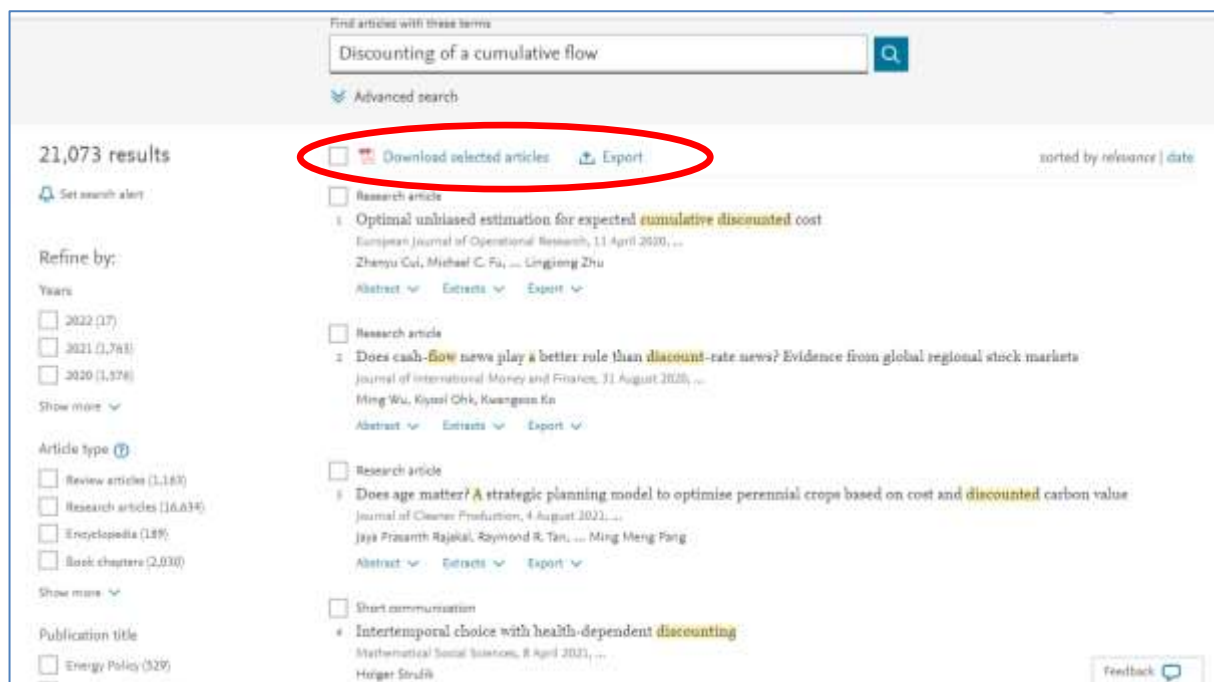 Find articles with these terms
Discounting of a cumulative flow
Advanced search
21,073 results
Download selected articles Export
sorted by relevance | date
Set search alert
Research article
1 Optimal unbiased estimation for expected cumulative discounted cost
European Journal of Operational Research, 11 April 2020, ...
Zhenyu Cui, Michael C. Fu, ... Lingjiong Zhu
Abstract Extracts Export
Refine by:
Years
2022 (17)
2021 (1,763)
2020 (1,576)
Show more
Research article
2 Does cash-flow news play a better role than discount-rate news? Evidence from global regional stock markets
Journal of International Money and Finance, 31 August 2020, ...
Ming Wu, Kiyool Ohk, Kwangsoo Ko
Abstract Extracts Export
Article type
Review articles (1,163)
Research articles (16,634)
Encyclopedia (189)
Book chapters (2,030)
Show more
Research article
3 Does age matter? A strategic planning model to optimise perennial crops based on cost and discounted carbon value
Journal of Cleaner Production, 4 August 2021, ...
Jaya Prasanth Rajakal, Raymond R. Tan, ... Ming Meng Pang
Abstract Extracts Export
Publication title
Energy Policy (529)
Short communication
4 Intertemporal choice with health-dependent discounting
Mathematical Social Sciences, 8 April 2021, ...
Holger Strulik
Feedback